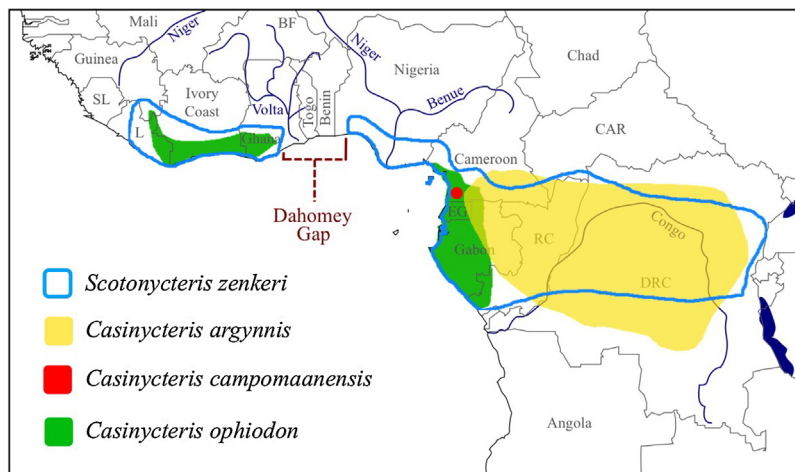 Mali
Niger
BF
Guinea
Niger
Nigeria
Chad
SL
Ivory
Coast
Volta
Togo
Benin
Benue
L
Ghana
CAR
Cameroon
Dahomey
Gap
EG
Gabon
RC
Congo
DRC
Scotonycteris zenkeri
Casinycteris argynnis
Casinycteris campomaanensis
Casinycteris ophiodon
Angola